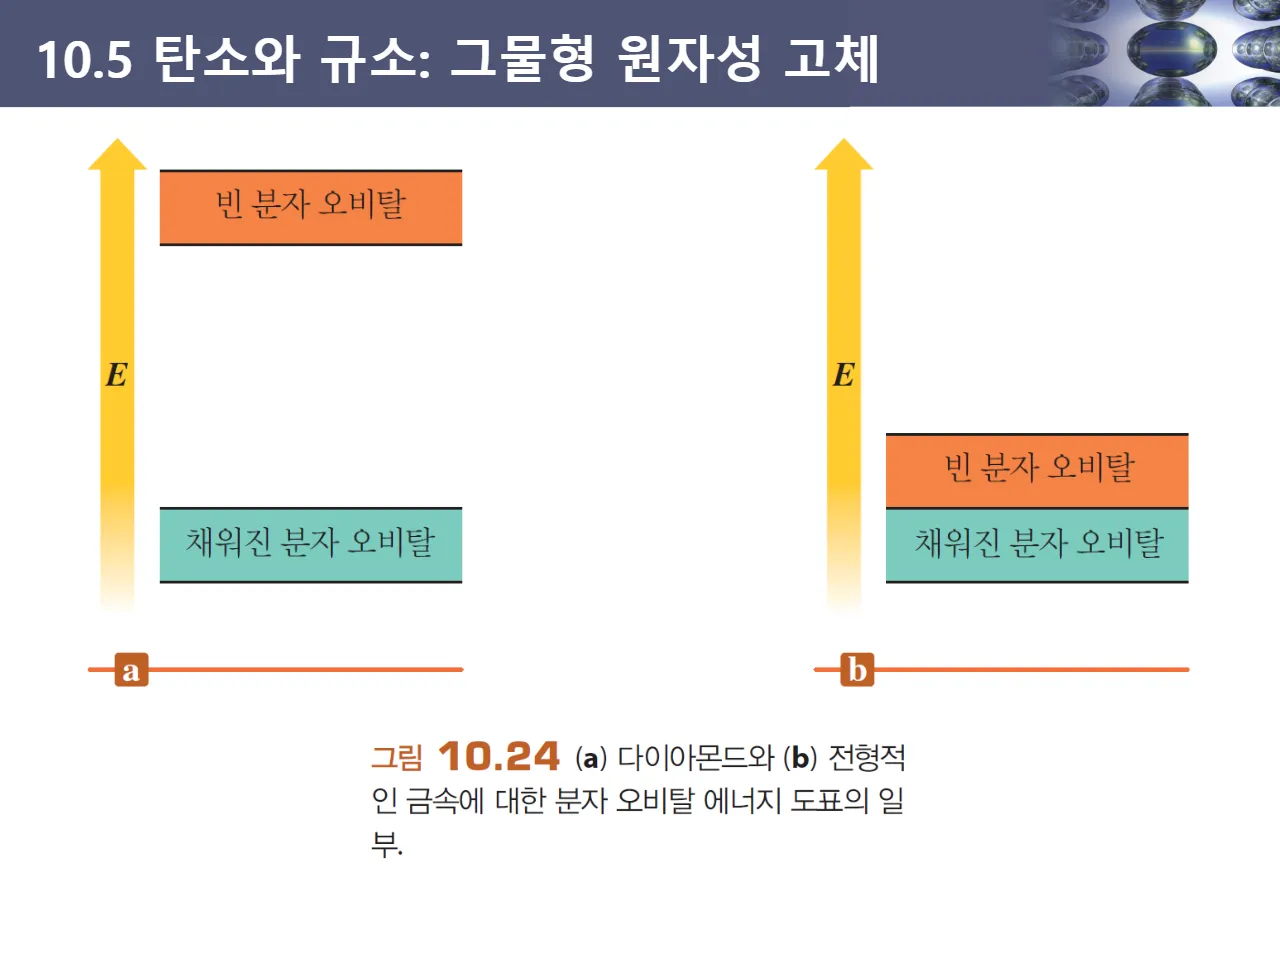 10.5 탄소와 규소: 그물형 원자성 고체
빈 분자 오비탈
E
채워진 분자 오비탈
a
E
빈 분자 오비탈
채워진 분자 오비탈
b
그림 10.24 (a) 다이아몬드와 (b) 전형적
인 금속에 대한 분자 오비탈 에너지 도표의 일
부.